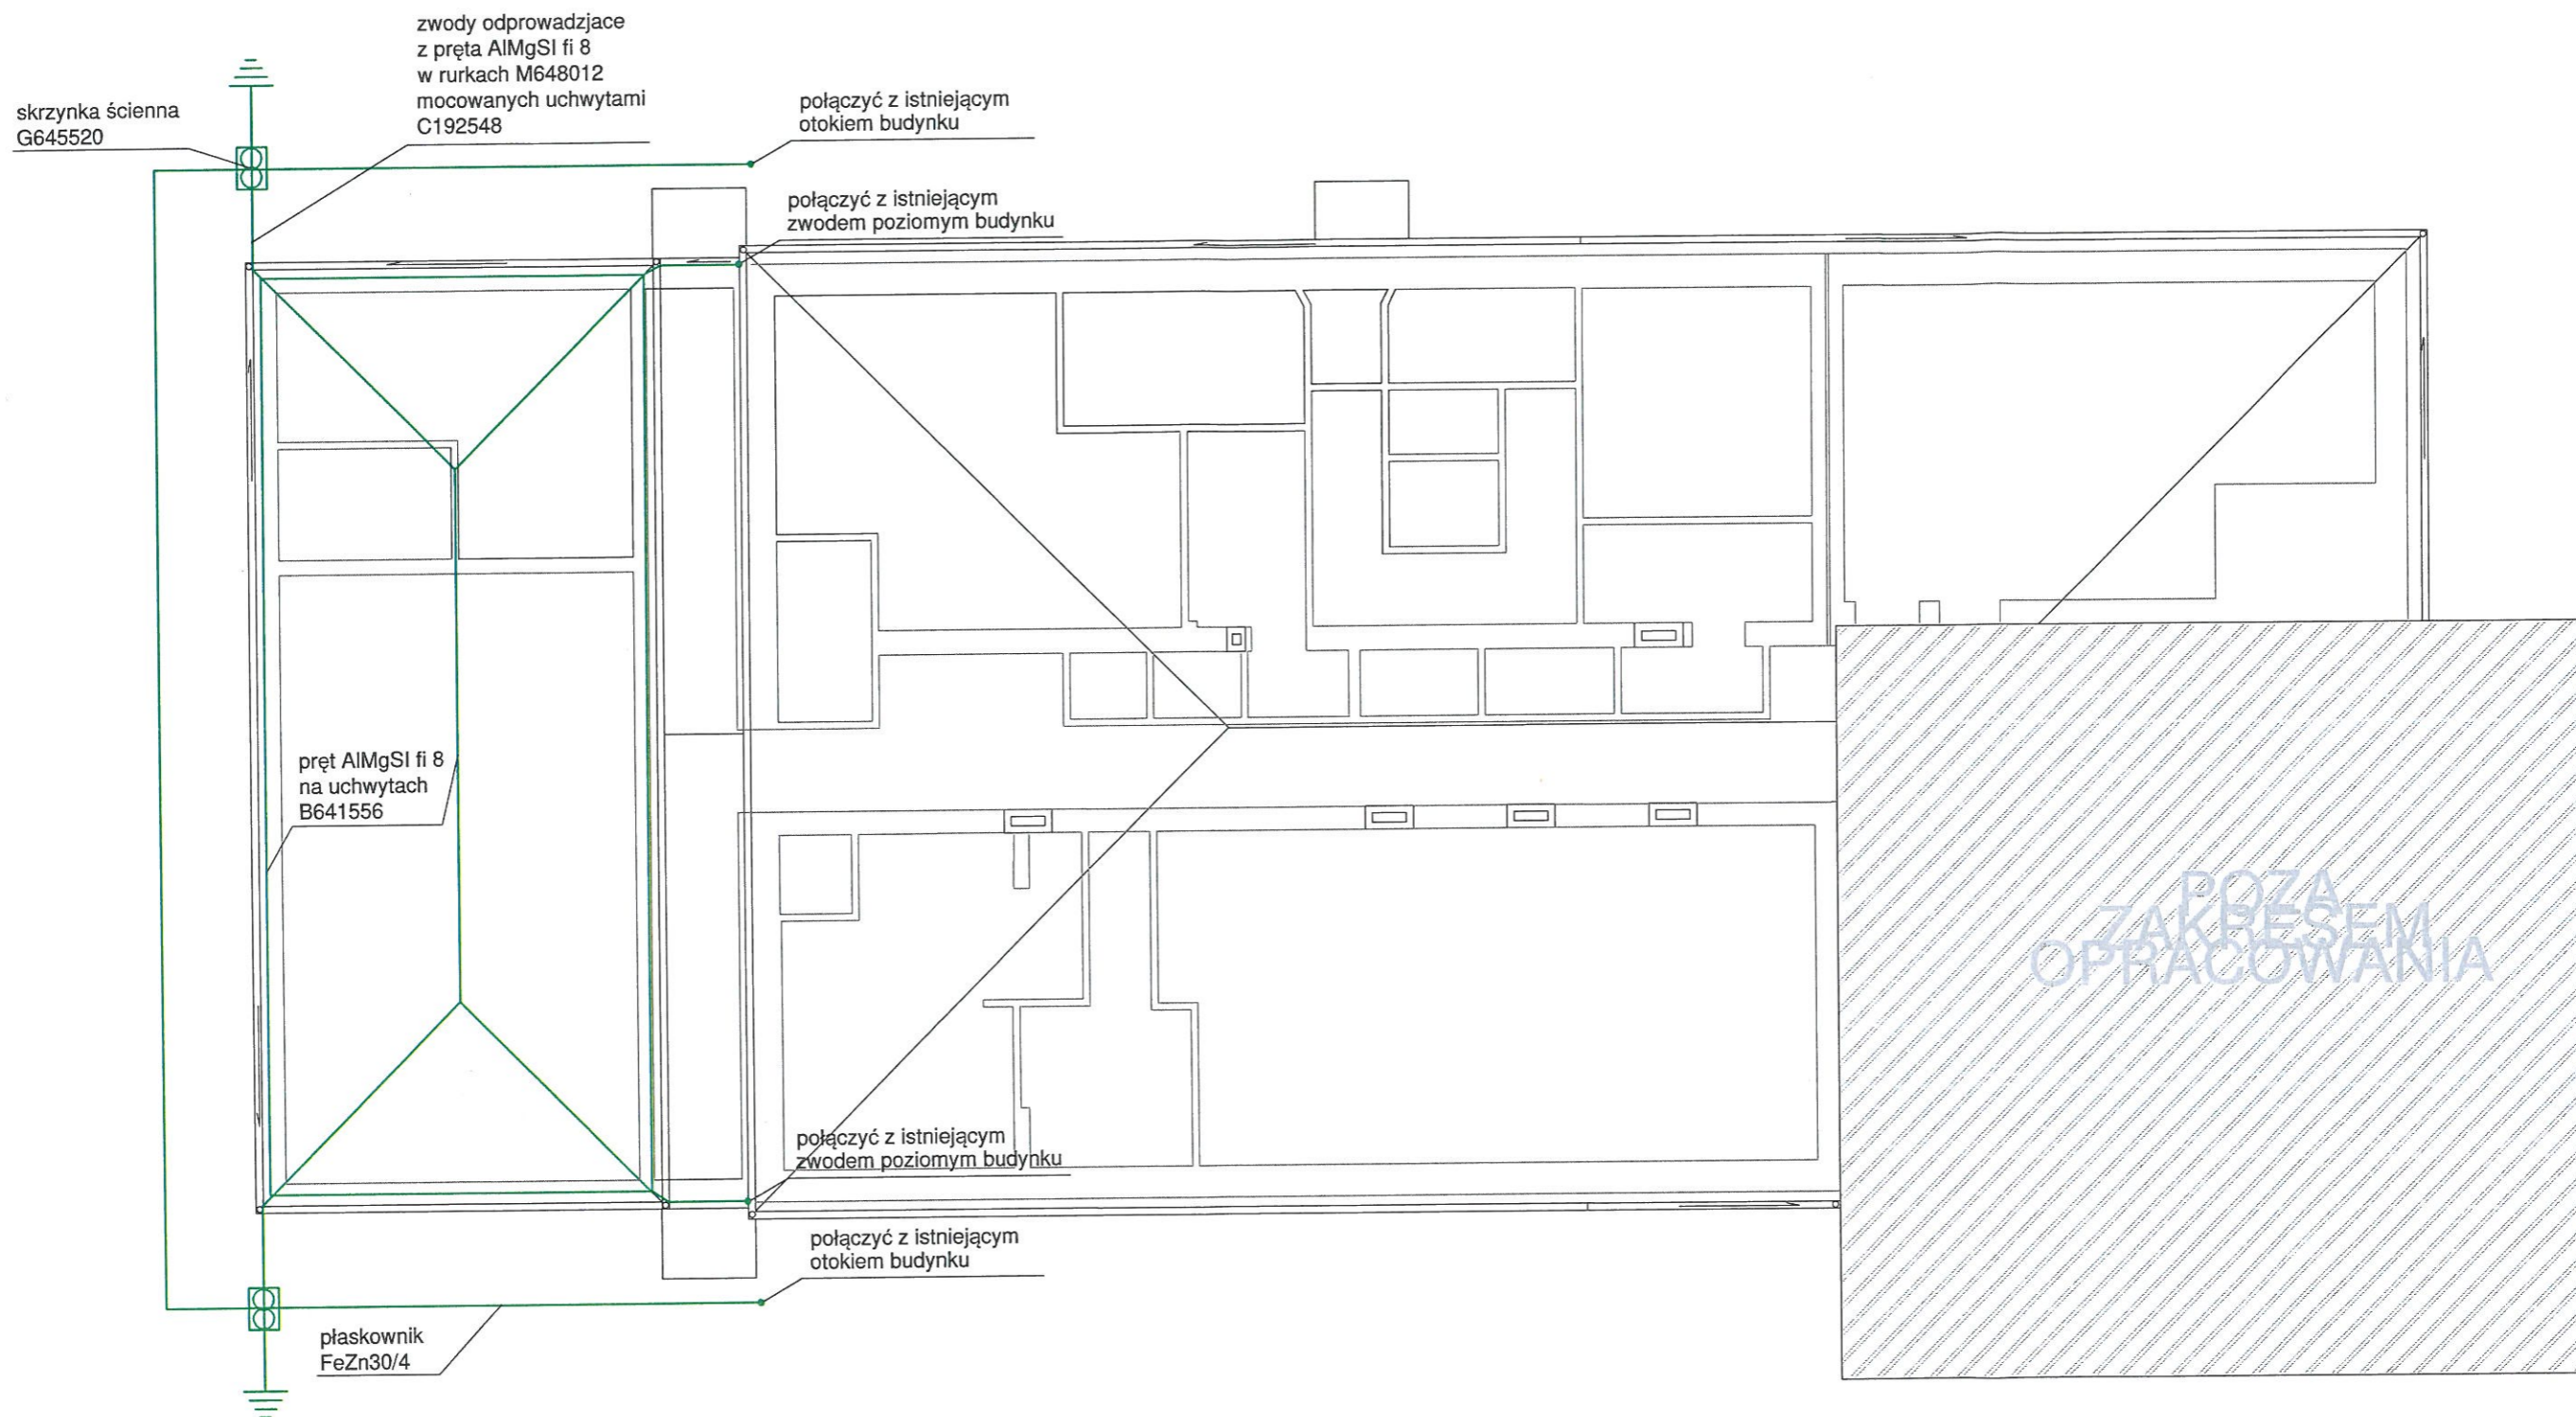 zwody odprowadzjace
z pręta AlMgSI fi 8
w rurkach M648012
mocowanych uchwytami
C192548
skrzynka ścienna
G645520
połączyć z istniejącym
otokiem budynku
połączyć z istniejącym
zwodem poziomym budynku
pręt AlMgSI fi 8
na uchwytach
B641556
POZA
ZAKRESEM
OPRACOWANIA
połączyć z istniejącym
zwodem poziomym budynku
połączyć z istniejącym
otokiem budynku
płaskownik
FeZn30/4